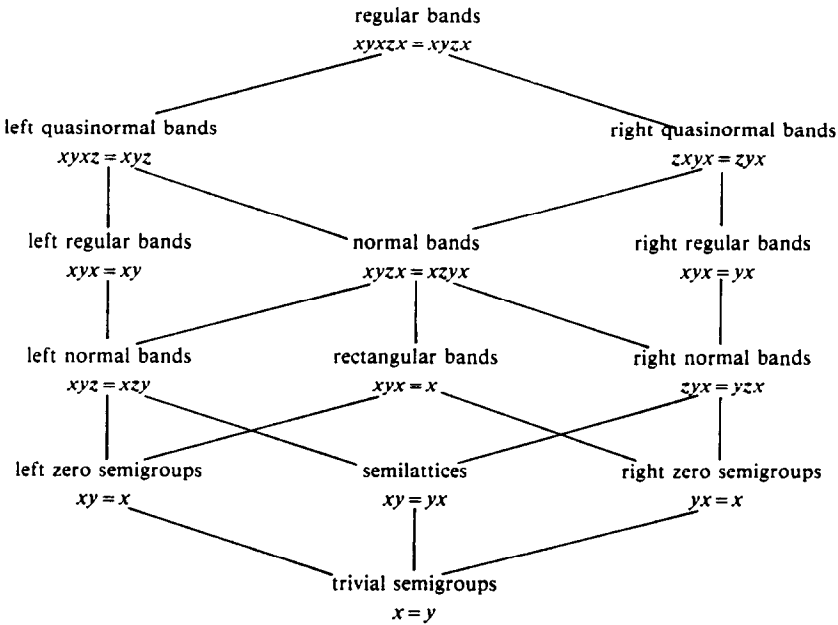 regular bands
xyxzx = xyzx
left quasinormal bands
right quasinormal bands
xyxz = xyz
zxyx = zyx
left regular bands
normal bands
right regular bands
xyx = xy
xyzx = xzyx
xyx = yx
left normal bands
rectangular bands
right normal bands
xyz = xzy
xyx = x
zyx = yzx
left zero semigroups
semilattices
right zero semigroups
xy = x
xy = yx
yx = x
trivial semigroups
x = y